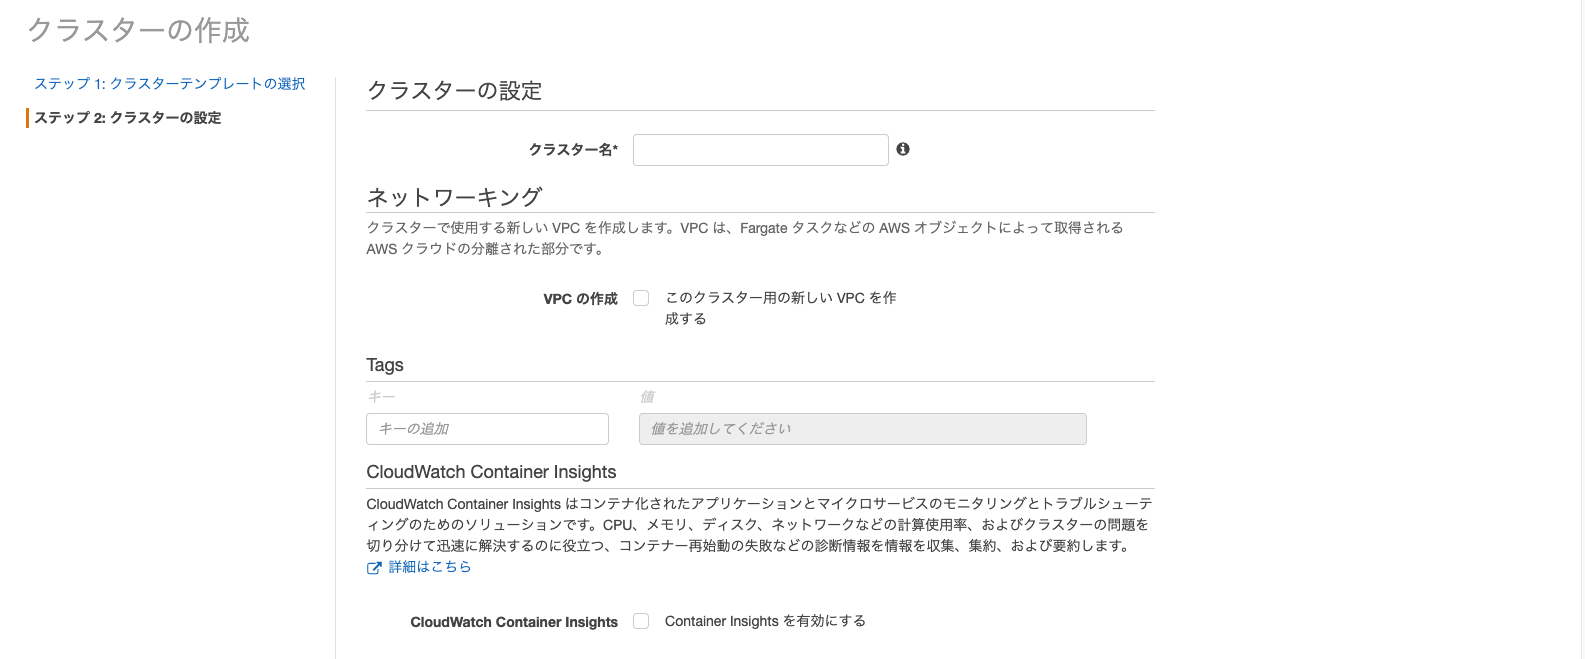 クラスターの作成
ステップ 1: クラスターテンプレートの選択
ステップ 2: クラスターの設定
クラスターの設定
クラスター名*
ネットワーキング
クラスターで使用する新しい VPC を作成します。VPC は、Fargate タスクなどの AWS オブジェクトによって取得される
AWS クラウドの分離された部分です。
VPC の作成 このクラスター用の新しい VPC を作
成する
Tags
キー 値
キーの追加 値を追加してください
CloudWatch Container Insights
CloudWatch Container Insights はコンテナ化されたアプリケーションとマイクロサービスのモニタリングとトラブルシューテ
ィングのためのソリューションです。CPU、メモリ、ディスク、ネットワークなどの計算使用率、およびクラスターの問題を
切り分けて迅速に解決するのに役立つ、コンテナー再始動の失敗などの診断情報を情報を収集、集約、および要約します。
詳細はこちら
CloudWatch Container Insights Container Insights を有効にする